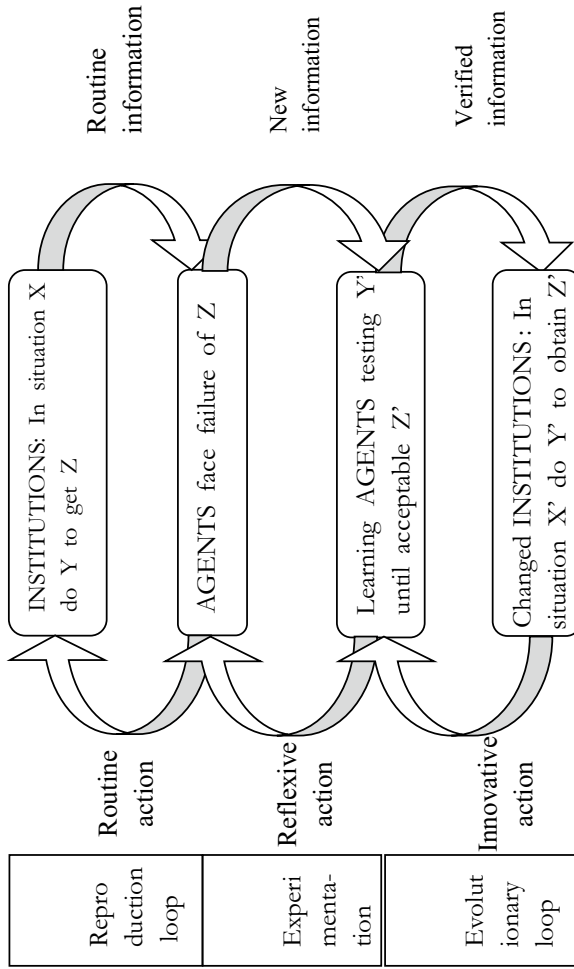 Repro
duction
loop
Routine
action
INSTITUTIONS: In situation X
do Y to get Z
Routine
information
AGENTS face failure of Z
Experi
menta-
tion
Reflexive
action
Learning AGENTS testing Y'
until acceptable Z'
New
information
Evolut
ionary
loop
Innovative
action
Changed INSTITUTIONS : In
situation X' do Y' to obtain Z'
Verified
information